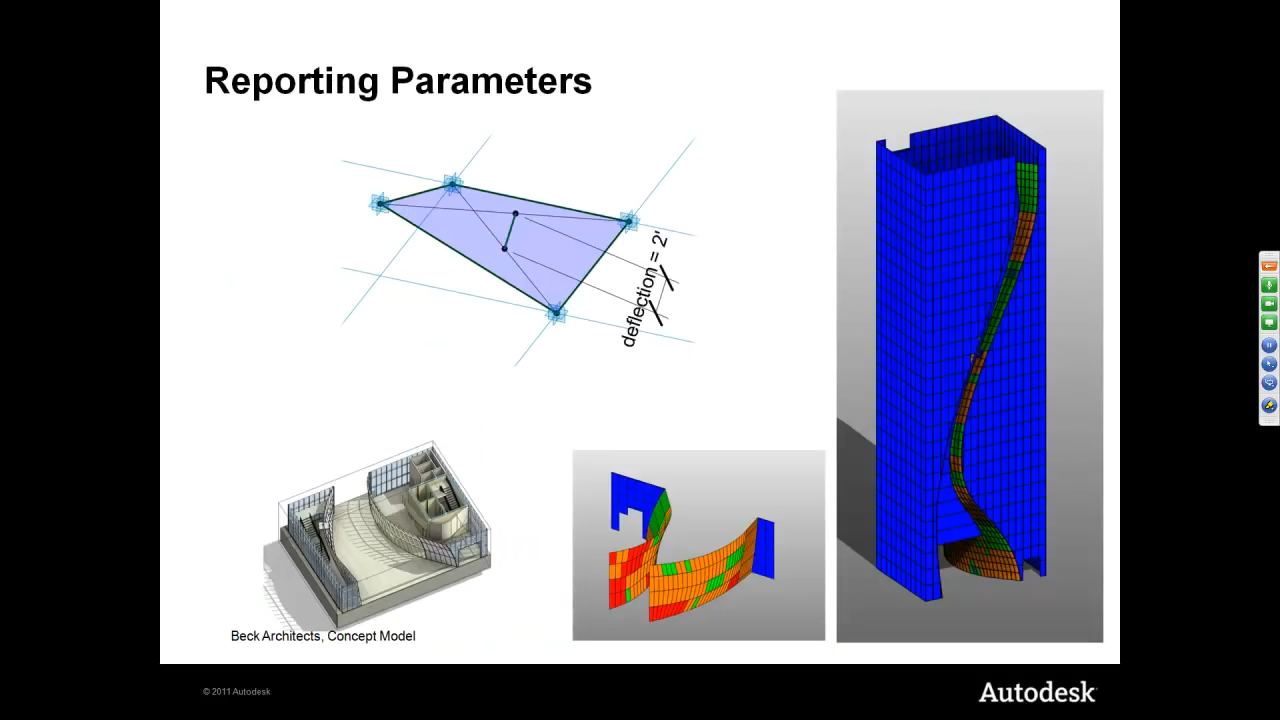 Reporting Parameters
deflection = 2'
Beck Architects, Concept Model
© 2011 Autodesk
Autodesk